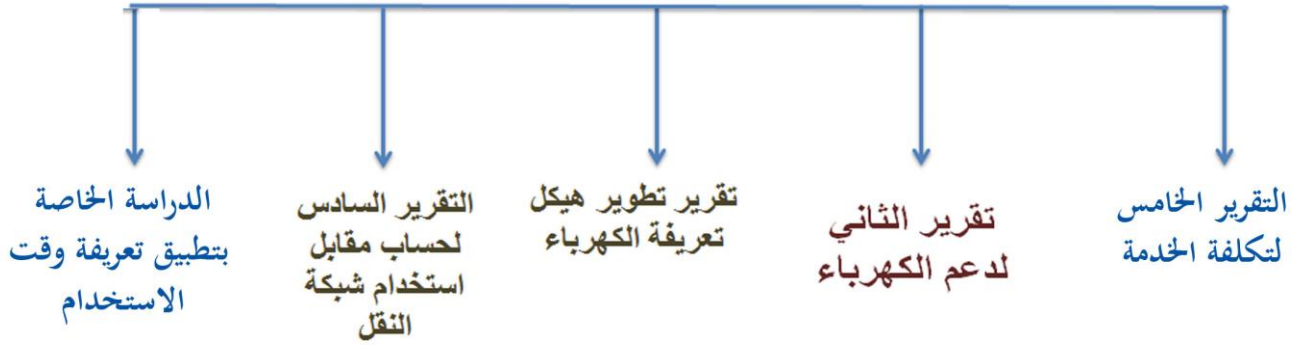 التقرير الخامس
لتكلفة الخدمة
تقرير الثاني
لدعم الكهرباء
تقرير تطوير هيكل
تعريفة الكهرباء
التقرير السادس
لحساب مقابل
استخدام شبكة
النقل
الدراسة الخاصة
بتطبيق تعريفة وقت
الاستخدام